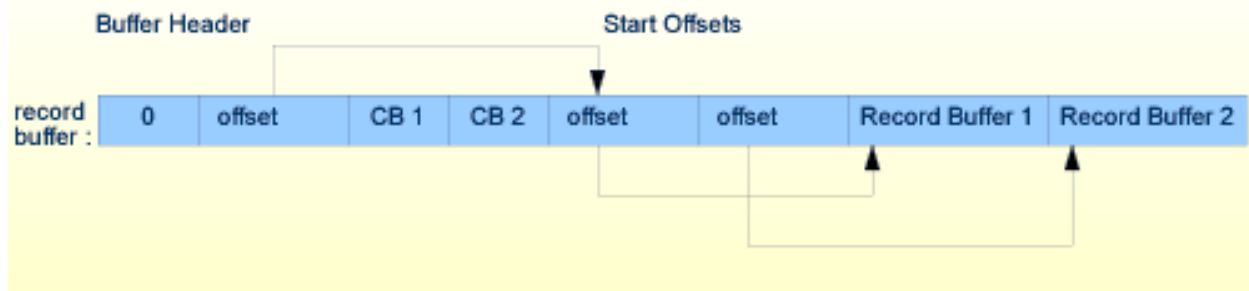 Buffer Header Start Offsets
record buffer : 0 offset CB 1 CB 2 offset offset Record Buffer 1 Record Buffer 2